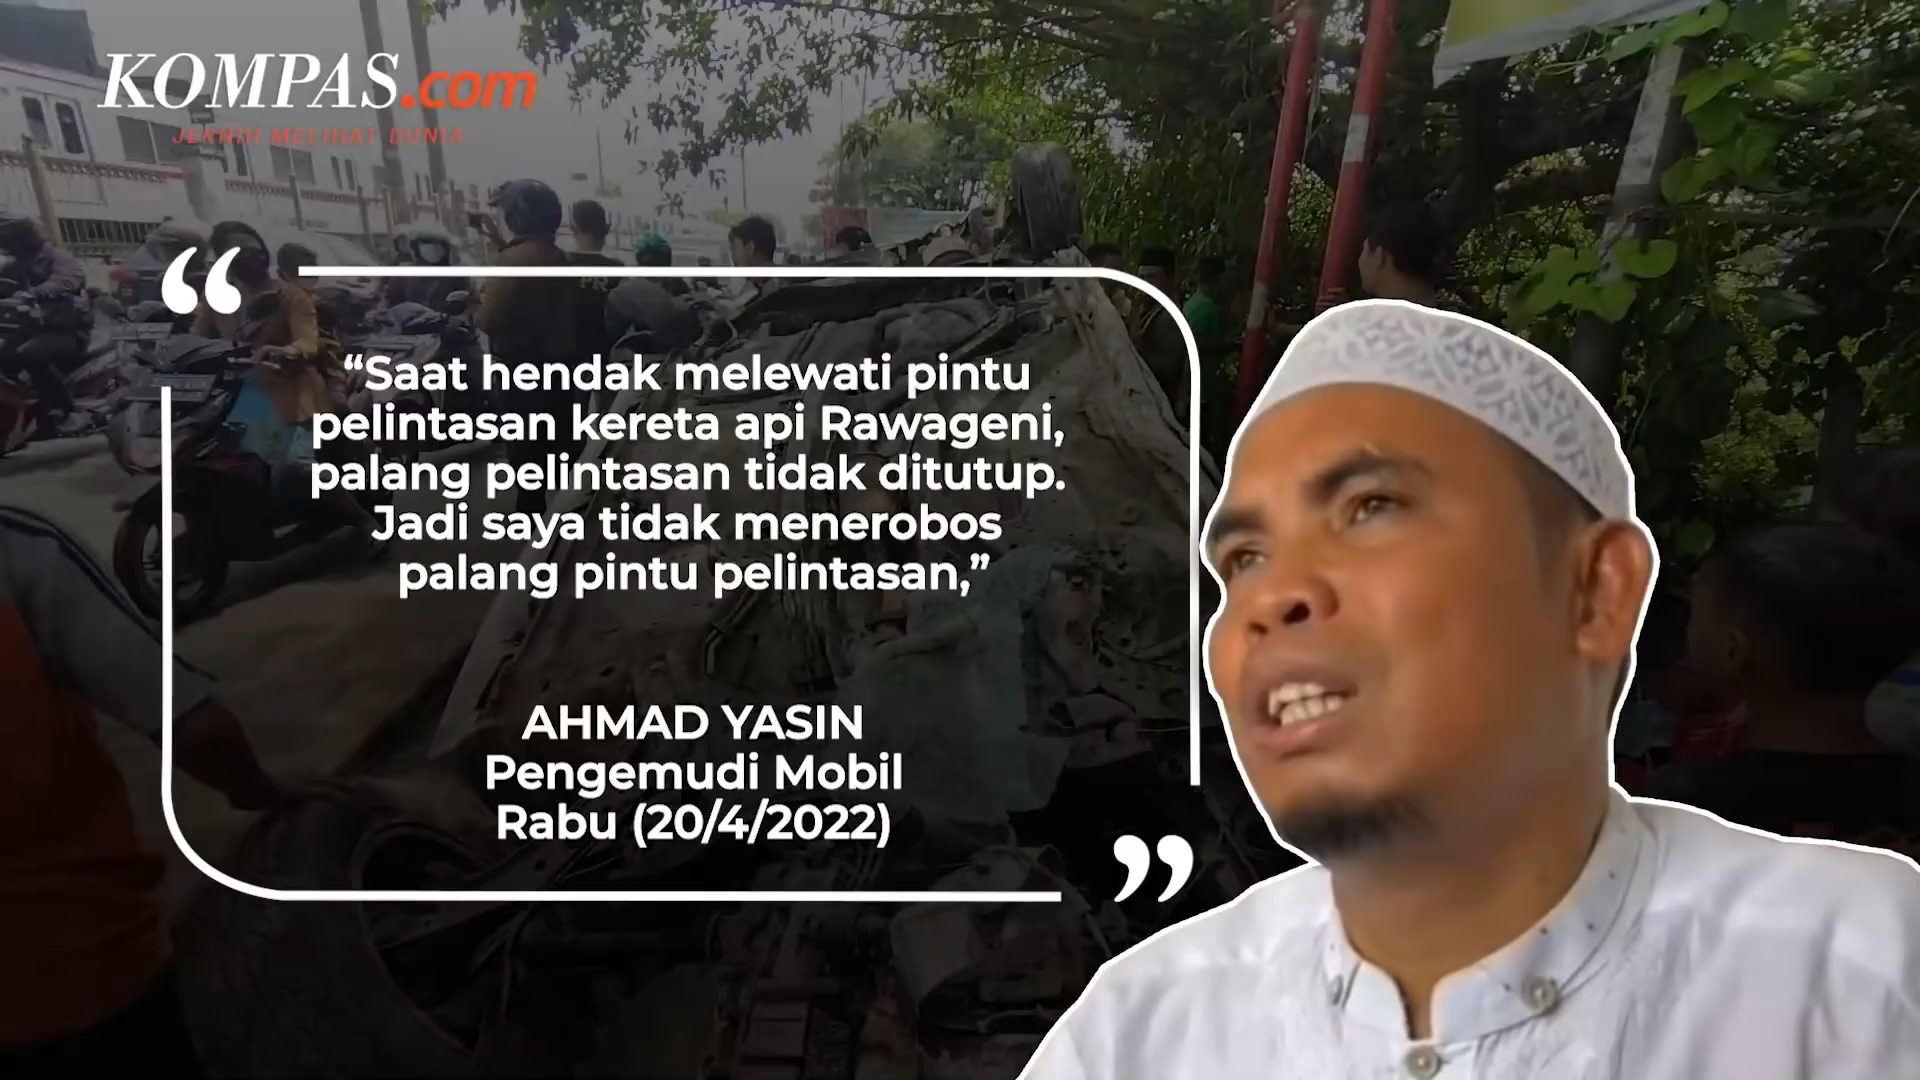 KOMPAS.com
JERNIH MELIHAT DUNIA
“
“Saat hendak melewati pintu
pelintasan kereta api Rawageni,
palang pelintasan tidak ditutup.
Jadi saya tidak menerobos
palang pintu pelintasan,”
AHMAD YASIN
Pengemudi Mobil
Rabu (20/4/2022)
”